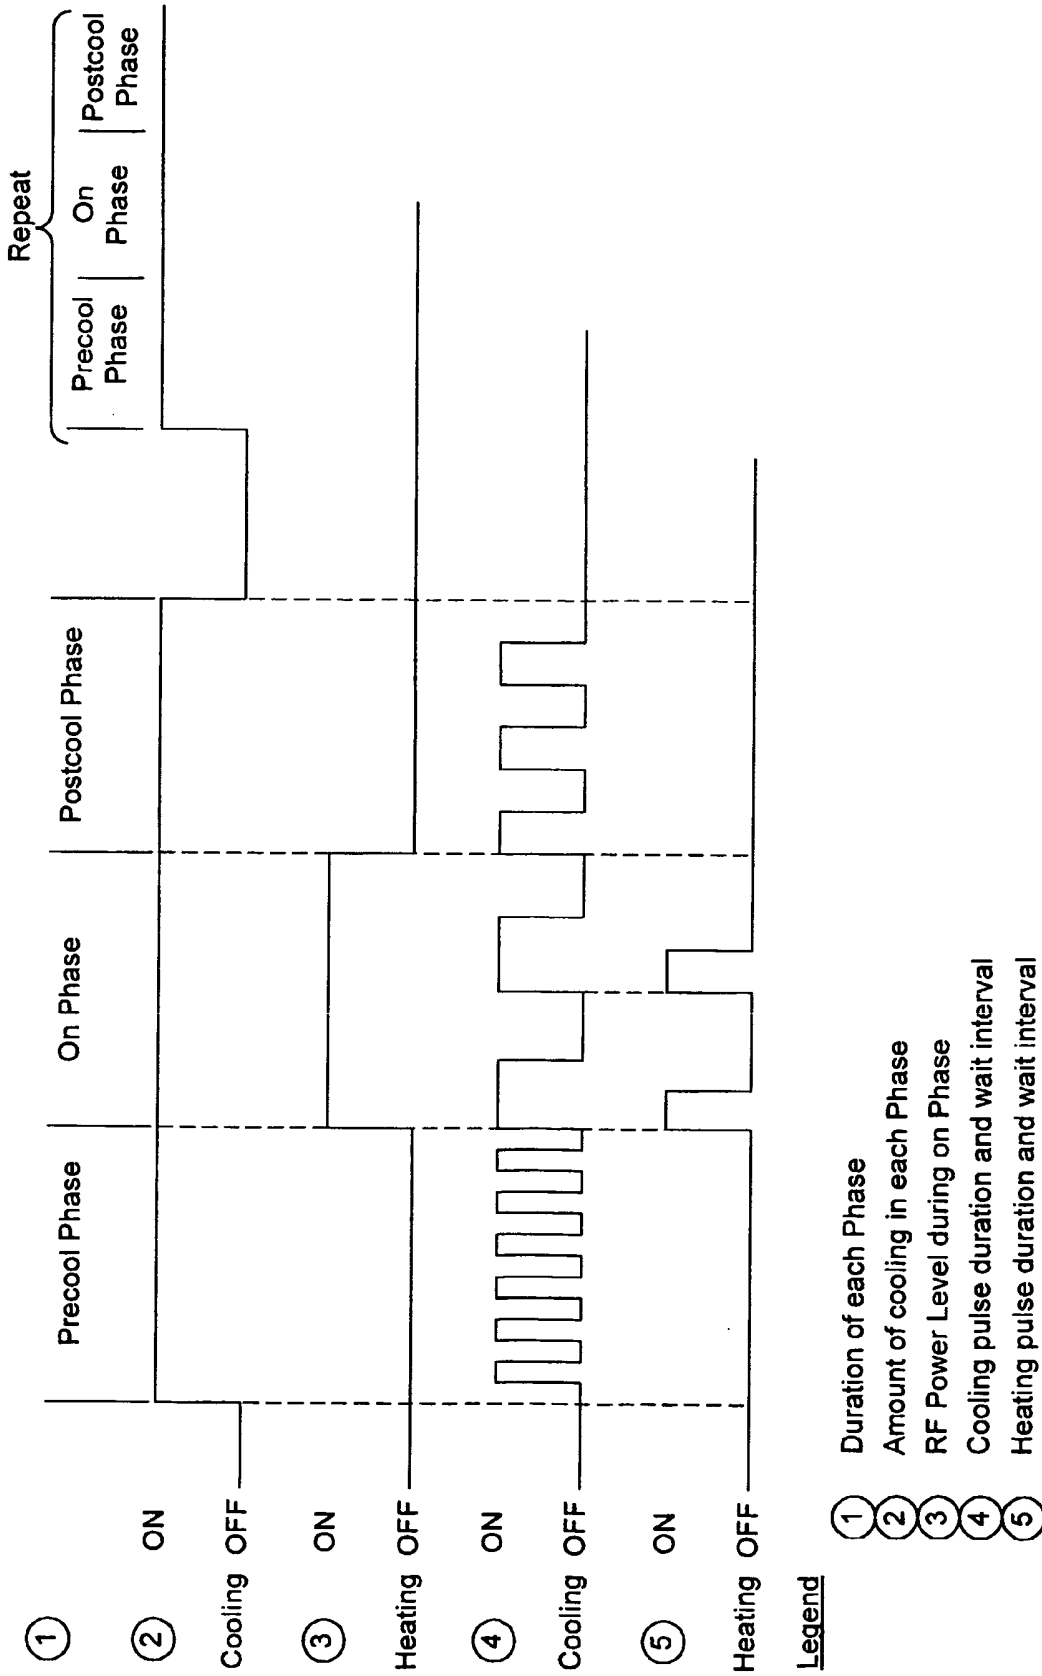 Repeat
Precool Phase
On Phase
Postcool Phase
1
Precool Phase
On Phase
Postcool Phase
2
ON
Cooling OFF
3
ON
Heating OFF
4
ON
Cooling OFF
5
ON
Heating OFF
Legend
1 Duration of each Phase
2 Amount of cooling in each Phase
3 RF Power Level during on Phase
4 Cooling pulse duration and wait interval
5 Heating pulse duration and wait interval